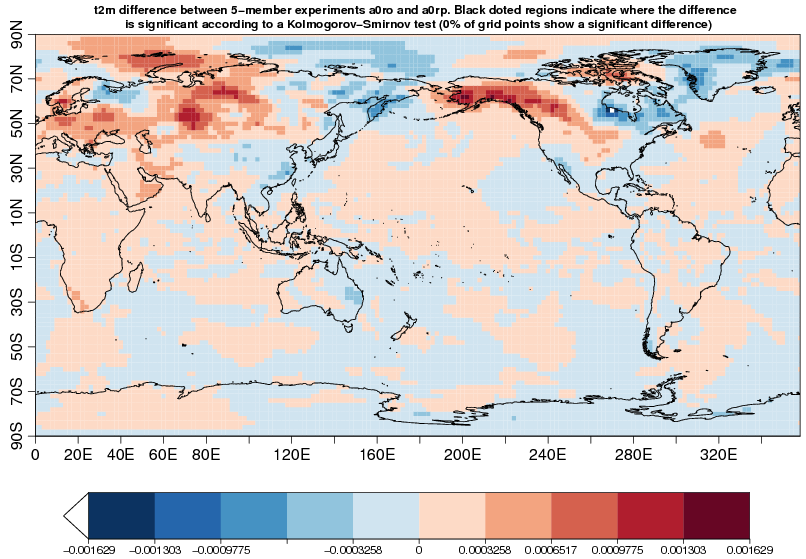 t2m difference between 5−member experiments a0ro and a0rp. Black doted regions indicate where the difference
is significant according to a Kolmogorov−Smirnov test (0% of grid points show a significant difference)
90N
70N
50N
30N
10N
10S
30S
50S
70S
90S
0 20E 40E 60E 80E 120E 160E 200E 240E 280E 320E
−0.001629 −0.001303 −0.0009775 −0.0003258 0 0.0003258 0.0006517 0.0009775 0.001303 0.001629